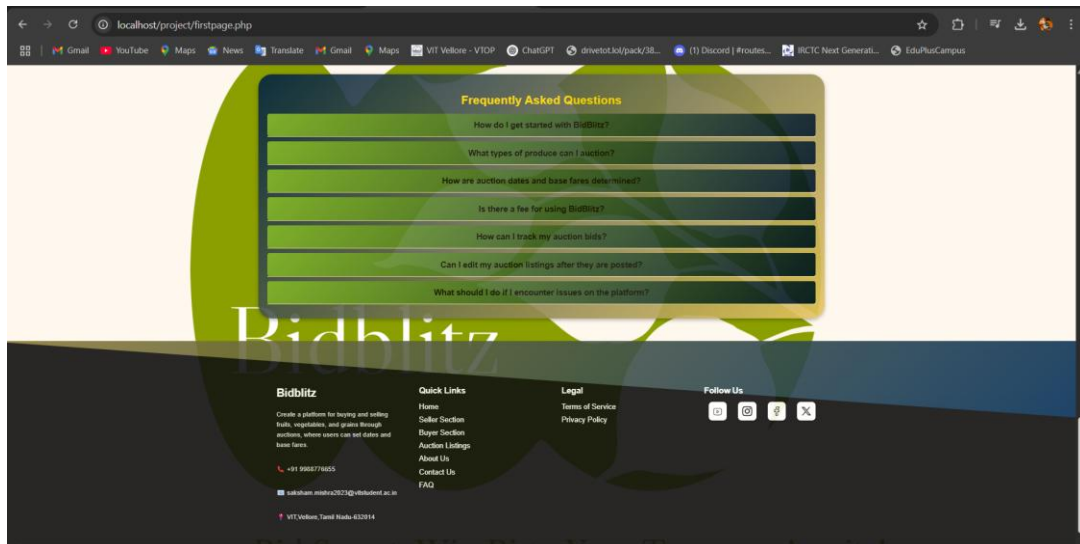 localhost/project/firstpage.php
Gmail YouTube Maps News Translate Gmail Maps VIT Vellore - VTOP ChatGPT drivetot.lol/pack/38... (1) Discord | #routes... IRCTC Next Generati... EduPlusCampus
Frequently Asked Questions
How do I get started with BidBlitz?
What types of produce can I auction?
How are auction dates and base fares determined?
Is there a fee for using BidBlitz?
How can I track my auction bids?
Can I edit my auction listings after they are posted?
What should I do if I encounter issues on the platform?
Bidblitz
Bidblitz
Create a platform for buying and selling
fruits, vegetables, and grains through
auctions, where users can set dates and
base fares.
+91 9988776655
saksham.mishra2023@vitstudent.ac.in
VIT,Vellore,Tamil Nadu-632014
Quick Links
Home
Seller Section
Buyer Section
Auction Listings
About Us
Contact Us
FAQ
Legal
Terms of Service
Privacy Policy
Follow Us